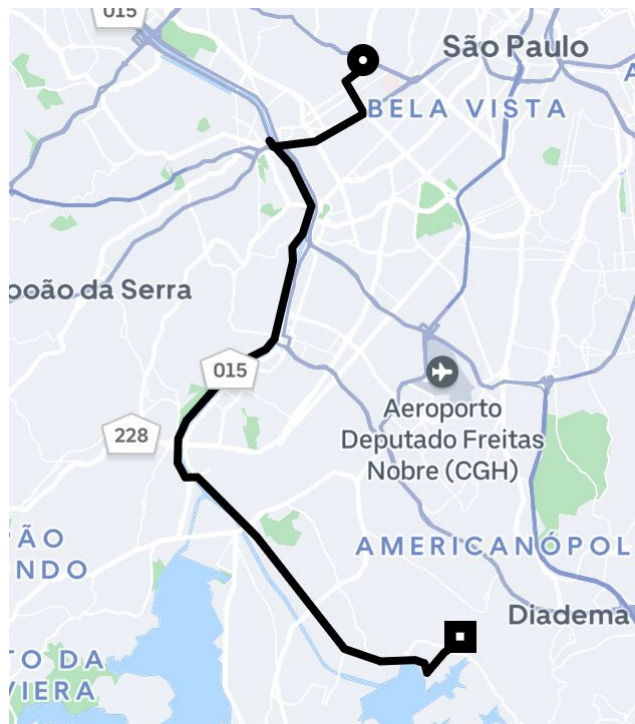 015
São Paulo
BELA VISTA
oão da Serra
015
Aeroporto
Deputado Freitas
Nobre (CGH)
228
ÃO
NDO
AMERICANÓPOL
Diadema
TO DA
VIERA